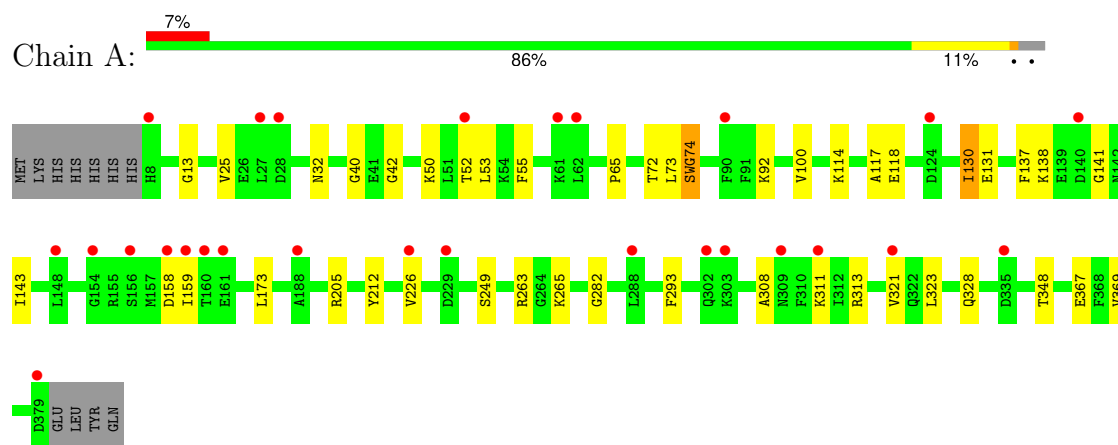 7%
Chain A:
86% 11% • •
MET LYS HIS HIS HIS HIS HIS H8 G13 V25 E26 L27 D28 N32 G40 E41 G42 K50 L51 T52 L53 K54 F55 K61 L62 P65 T72 L73 SWG74 F90 F91 K92 V100 K114 A117 E118 D124 I130 E131 F137 K138 E139 D140 G141 N142
I143 L148 G154 R155 S156 M157 D158 I159 T160 E161 L173 A188 R205 Y212 V226 D229 S249 R263 G264 K265 G282 L288 F293 Q302 K303 A308 N309 F310 K311 I312 R313 V321 Q322 L323 Q328 D335 T348 E367 F368 V369
D379 GLU LEU TYR GLN